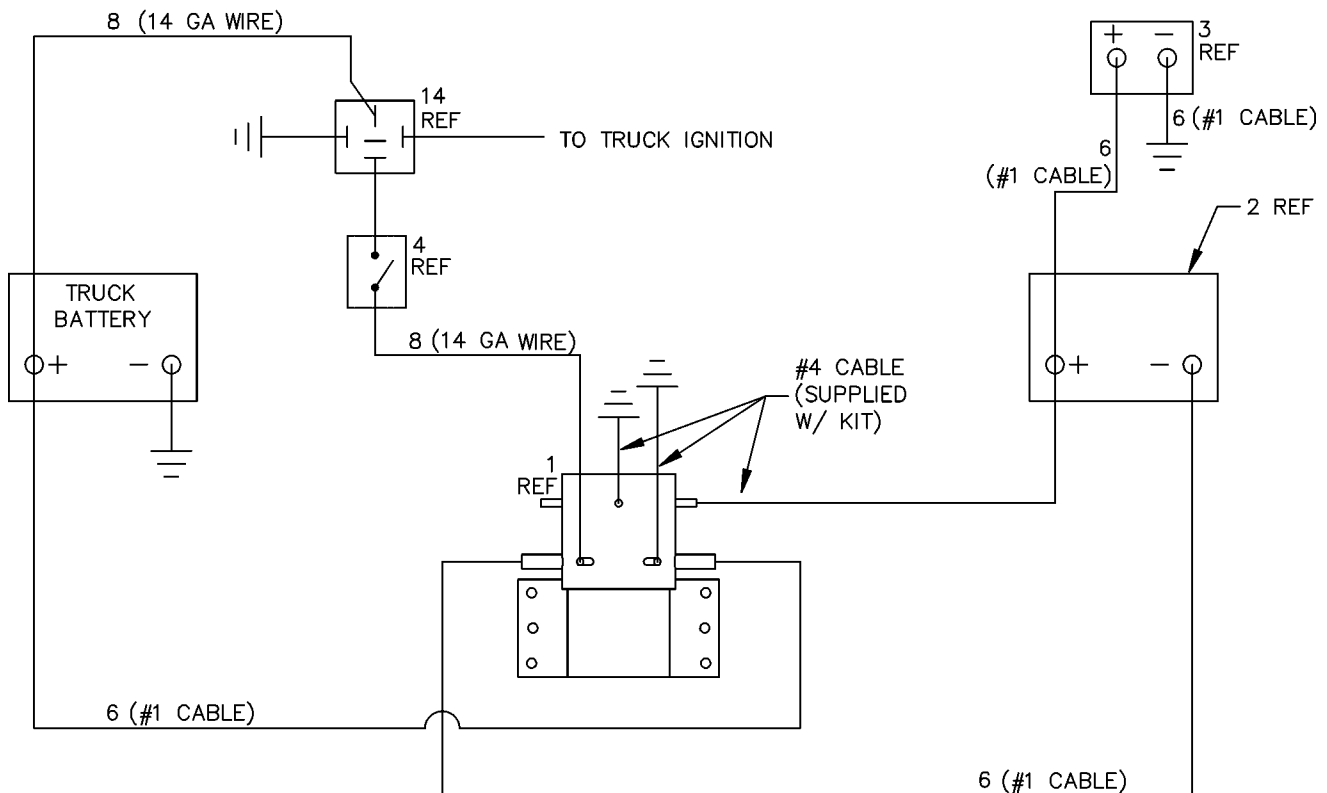 8 (14 GA WIRE)
14
REF
TO TRUCK IGNITION
+ -
3
REF
6 (#1 CABLE)
6
(#1 CABLE)
2 REF
4
REF
TRUCK
BATTERY
+ -
8 (14 GA WIRE)
#4 CABLE
(SUPPLIED
W/ KIT)
+ -
1
REF
6 (#1 CABLE)
6 (#1 CABLE)